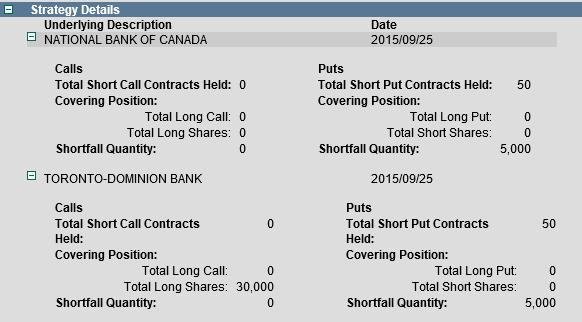 Strategy Details
Underlying Description Date
NATIONAL BANK OF CANADA 2015/09/25
Calls Puts
Total Short Call Contracts Held: 0 Total Short Put Contracts Held: 50
Covering Position: Covering Position:
Total Long Call: 0 Total Long Put: 0
Total Long Shares: 0 Total Short Shares: 0
Shortfall Quantity: 0 5,000
TORONTO-DOMINION BANK 2015/09/25
Calls Puts
Total Short Call Contracts 0 Total Short Put Contracts 50
Held: Held:
Covering Position: Covering Position:
Total Long Call: 0 Total Long Put: 0
Total Long Shares: 30,000 Total Short Shares: 0
Shortfall Quantity: 0 Shortfall Quantity: 5,000